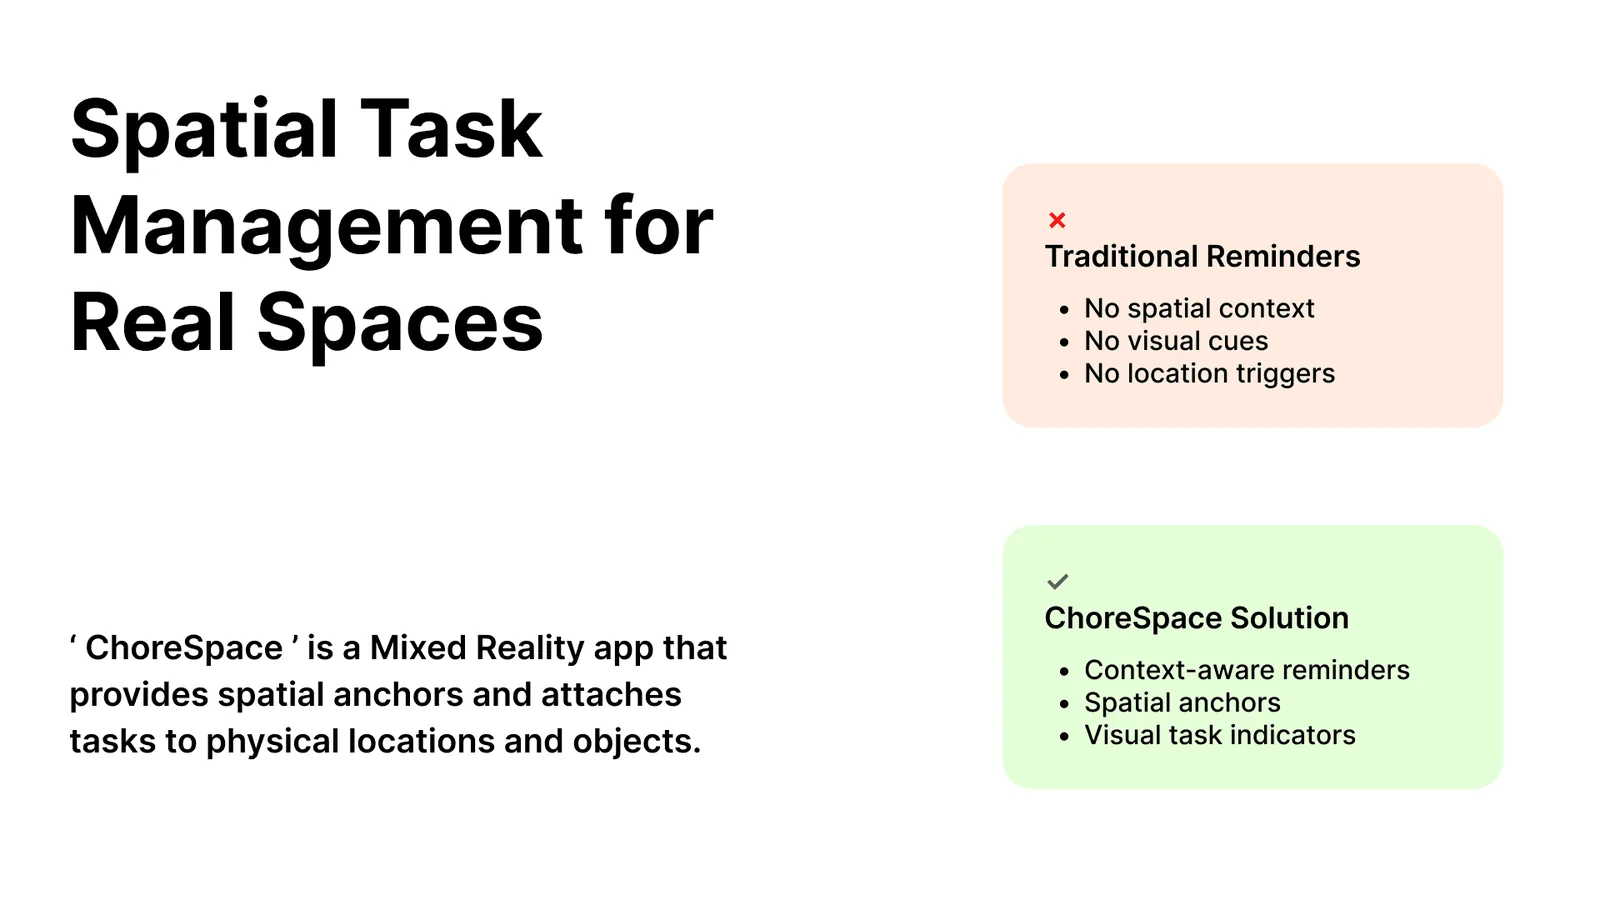 Spatial Task
Management for
Real Spaces
‘ ChoreSpace ’ is a Mixed Reality app that
provides spatial anchors and attaches
tasks to physical locations and objects.
Traditional Reminders
• No spatial context
• No visual cues
• No location triggers
ChoreSpace Solution
• Context-aware reminders
• Spatial anchors
• Visual task indicators